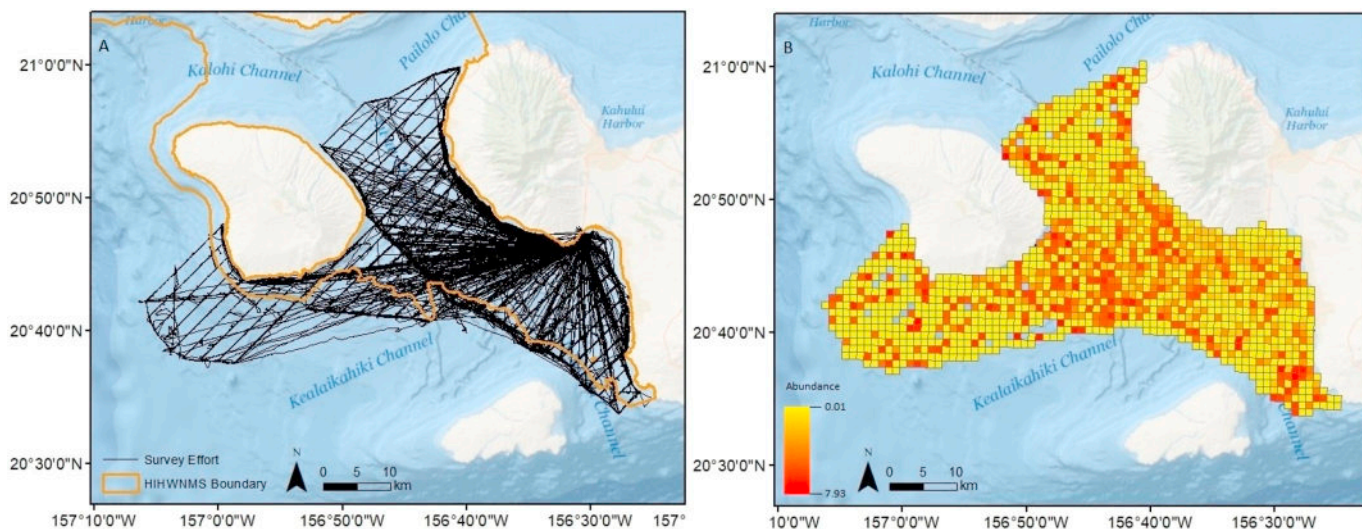 A
Harbor
Kalohi Channel
Pailolo Cha
Kahului
Harbor
Kealaikahiki Channel
Channel
21°0'0"N
20°50'0"N
20°40'0"N
20°30'0"N
Survey Effort
HIHWNMS Boundary
N
0 5 10
km
157°10'0"W 157°0'0"W 156°50'0"W 156°40'0"W 156°30'0"W 157°
B
Harbor
Kalohi Channel
Pailolo Chan
Kahului
Harbor
Kealaikahiki Channel
Channel
21°0'0"N
20°50'0"N
20°40'0"N
20°30'0"N
Abundance
0.01
7.93
N
0 5 10
km
10'0"W 157°0'0"W 156°50'0"W 156°40'0"W 156°30'0"W